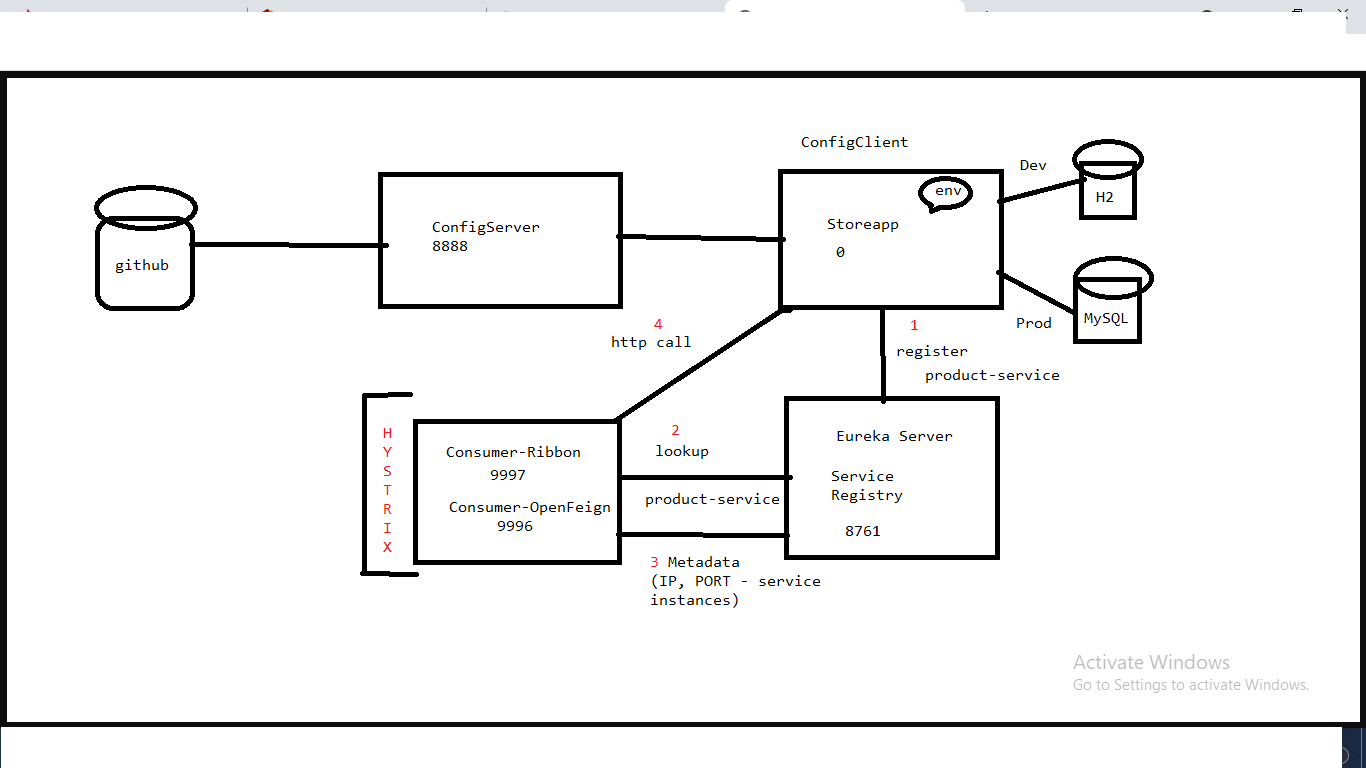 ConfigClient
Dev
env
H2
ConfigServer
8888
Storeapp
0
github
Prod
MySQL
4
http call
1
register
product-service
H
Y
S
T
R
I
X
Consumer-Ribbon
9997
Consumer-OpenFeign
9996
2
lookup
product-service
Eureka Server
Service
Registry
8761
3 Metadata
(IP, PORT - service
instances)
Activate Windows
Go to Settings to activate Windows.